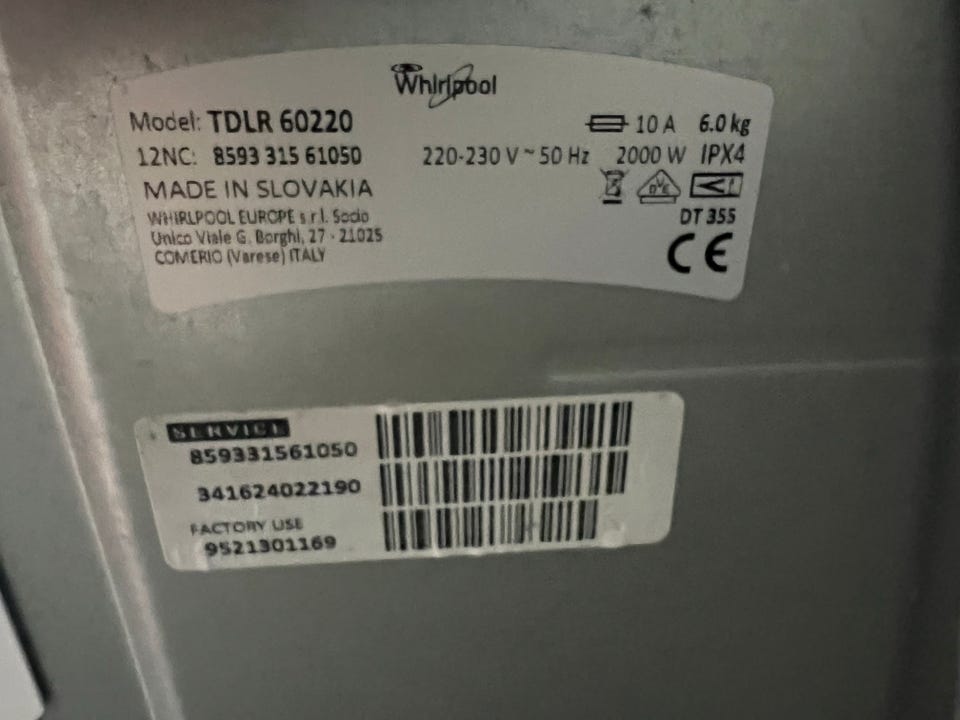 Whirlpool
Model: TDLR 60220
10 A 6.0 kg
12NC: 8593 315 61050
220-230 V ~ 50 Hz 2000 W IPX4
MADE IN SLOVAKIA
WHIRLPOOL EUROPE s.r.l. Socio
Unico Viale G. Borghi, 27 - 21025
COMERIO (Varese) ITALY
DVE
DT 355
CE
SERVICE
859331561050
341624022190
FACTORY USE
9521301169